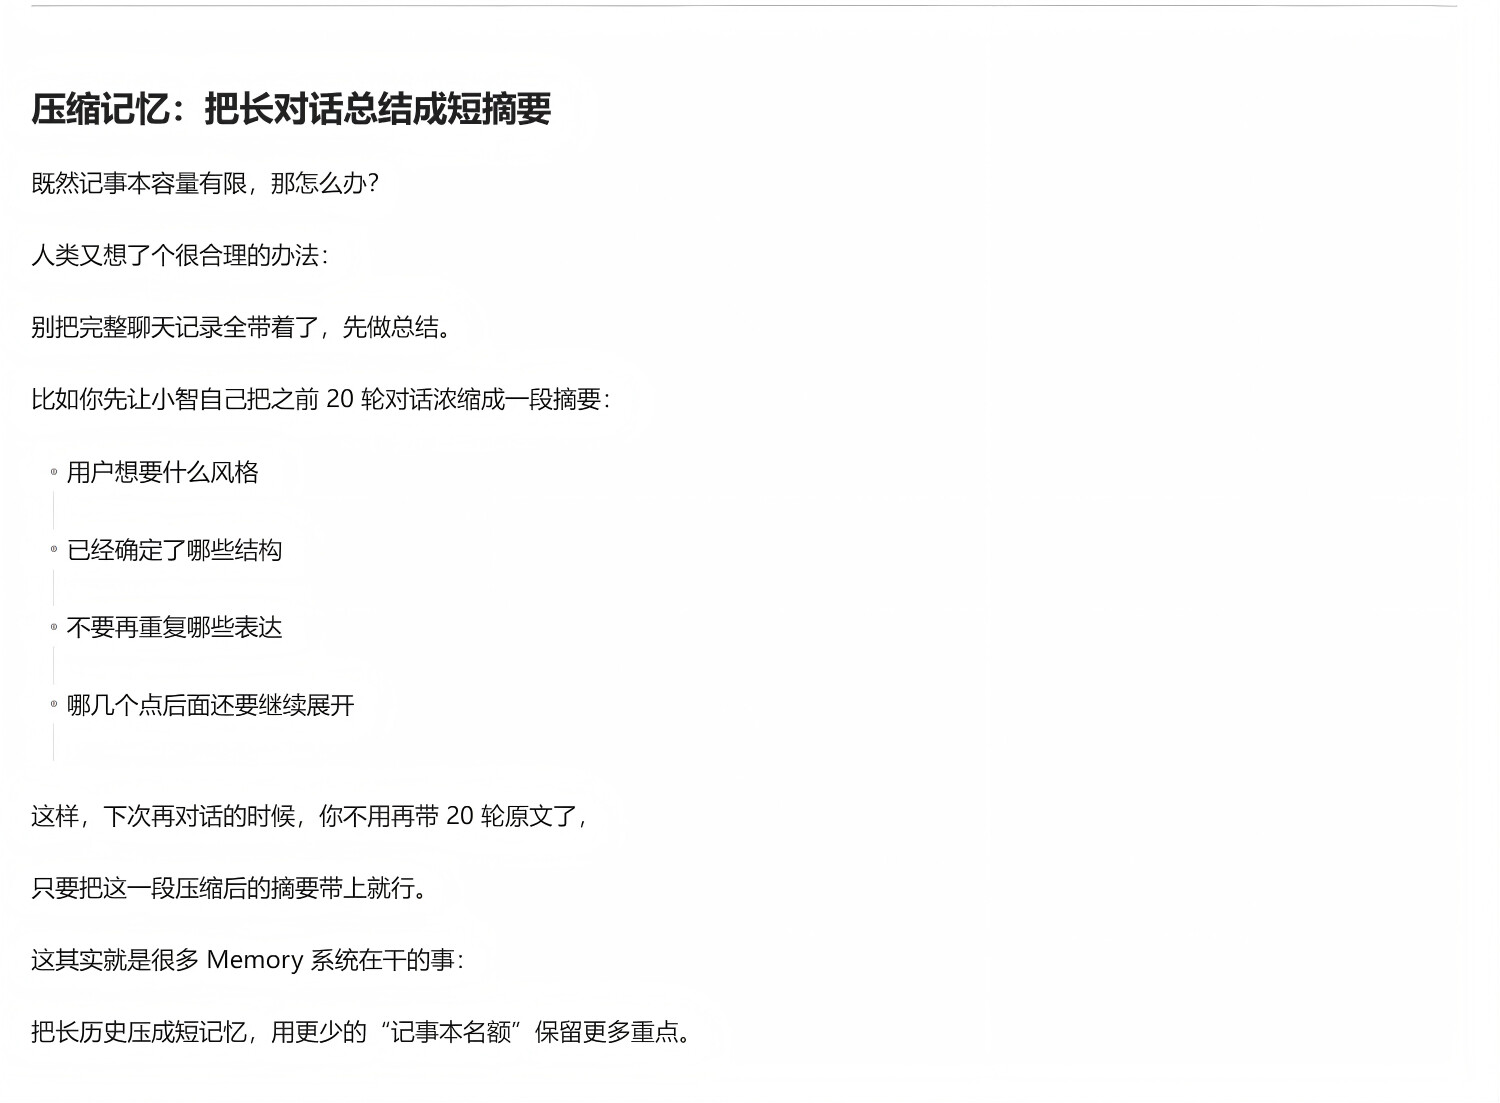 压缩记忆：把长对话总结成短摘要
既然记事本容量有限，那怎么办？
人类又想了个很合理的办法：
别把完整聊天记录全带着了，先做总结。
比如你先让小智自己把之前 20 轮对话浓缩成一段摘要：
用户想要什么风格
已经确定了哪些结构
不要再重复哪些表达
哪几个点后面还要继续展开
这样，下次再对话的时候，你不用再带 20 轮原文了，
只要把这一段压缩后的摘要带上就行。
这其实就是很多 Memory 系统在干的事：
把长历史压成短记忆，用更少的“记事本名额”保留更多重点。